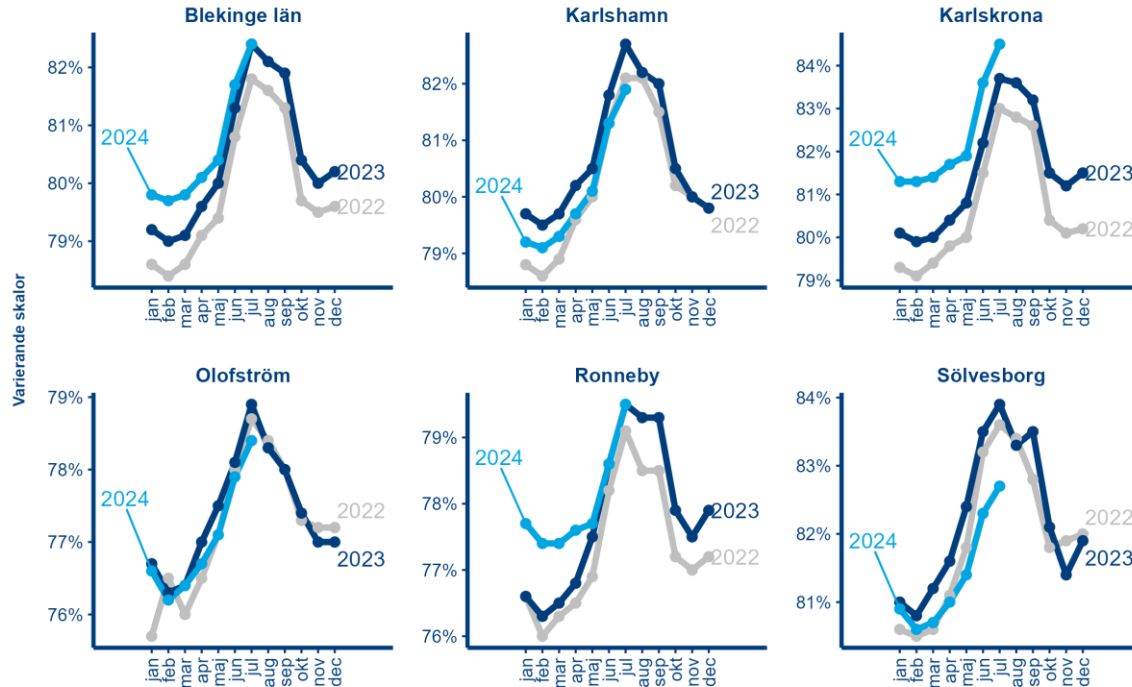 Varierande skalor
Blekinge län
82%
81%
80%
79%
2024
2023
2022
jan
feb
mar
apr
maj
jun
jul
aug
sep
okt
nov
dec
Karlshamn
82%
81%
80%
79%
2024
2023
2022
jan
feb
mar
apr
maj
jun
jul
aug
sep
okt
nov
dec
Karlskrona
84%
83%
82%
81%
80%
79%
2024
2023
2022
jan
feb
mar
apr
maj
jun
jul
aug
sep
okt
nov
dec
Olofström
79%
78%
77%
76%
2024
2022
2023
jan
feb
mar
apr
maj
jun
jul
aug
sep
okt
nov
dec
Ronneby
79%
78%
77%
76%
2024
2023
2022
jan
feb
mar
apr
maj
jun
jul
aug
sep
okt
nov
dec
Sölvesborg
84%
83%
82%
81%
2024
2022
2023
jan
feb
mar
apr
maj
jun
jul
aug
sep
okt
nov
dec